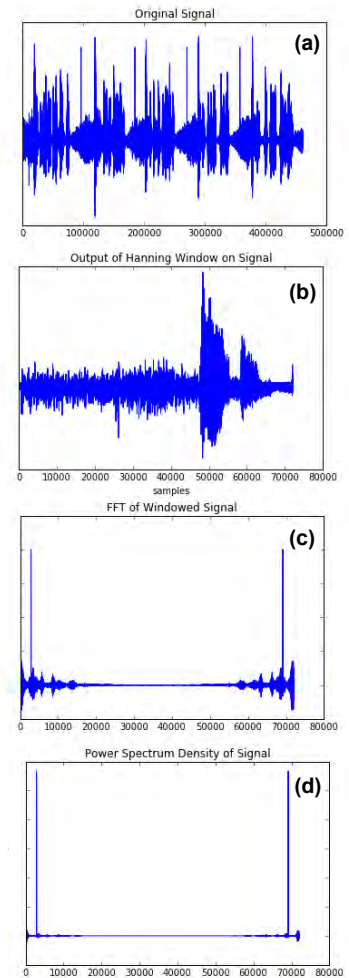 Original Signal
(a)
0 100000 200000 300000 400000 500000
Output of Hanning Window on Signal
(b)
0 10000 20000 30000 40000 50000 60000 70000 80000
samples
FFT of Windowed Signal
(c)
0 10000 20000 30000 40000 50000 60000 70000 80000
Power Spectrum Density of Signal
(d)
0 10000 20000 30000 40000 50000 60000 70000 80000